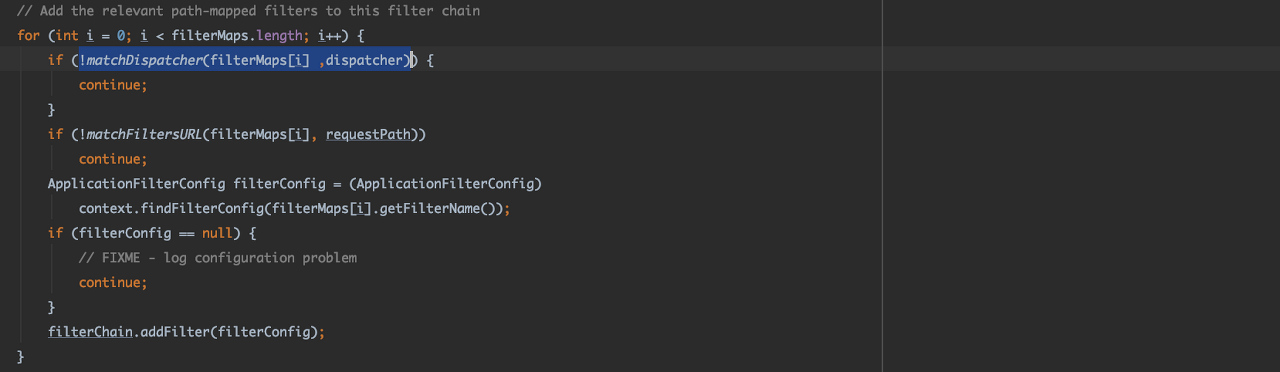 // Add the relevant path-mapped filters to this filter chain
for (int i = 0; i < filterMaps.length; i++) {
    if (!matchDispatcher(filterMaps[i] ,dispatcher)) {
        continue;
    }
    if (!matchFiltersURL(filterMaps[i], requestPath))
        continue;
    ApplicationFilterConfig filterConfig = (ApplicationFilterConfig)
        context.findFilterConfig(filterMaps[i].getFilterName());
    if (filterConfig == null) {
        // FIXME - log configuration problem
        continue;
    }
    filterChain.addFilter(filterConfig);
}